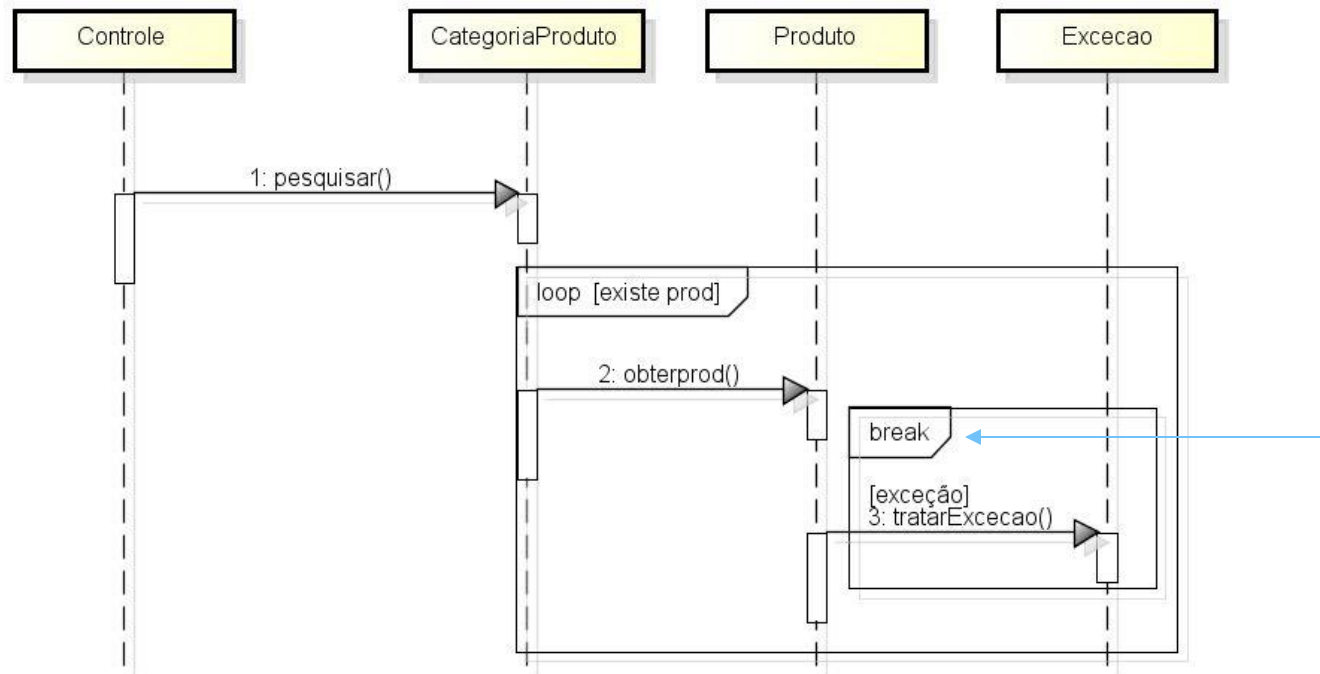 Controle
CategoriaProduto
Produto
Excecao
1: pesquisar()
loop [existe prod]
2: obterprod()
break
[exceção]
3: tratarExcecao()